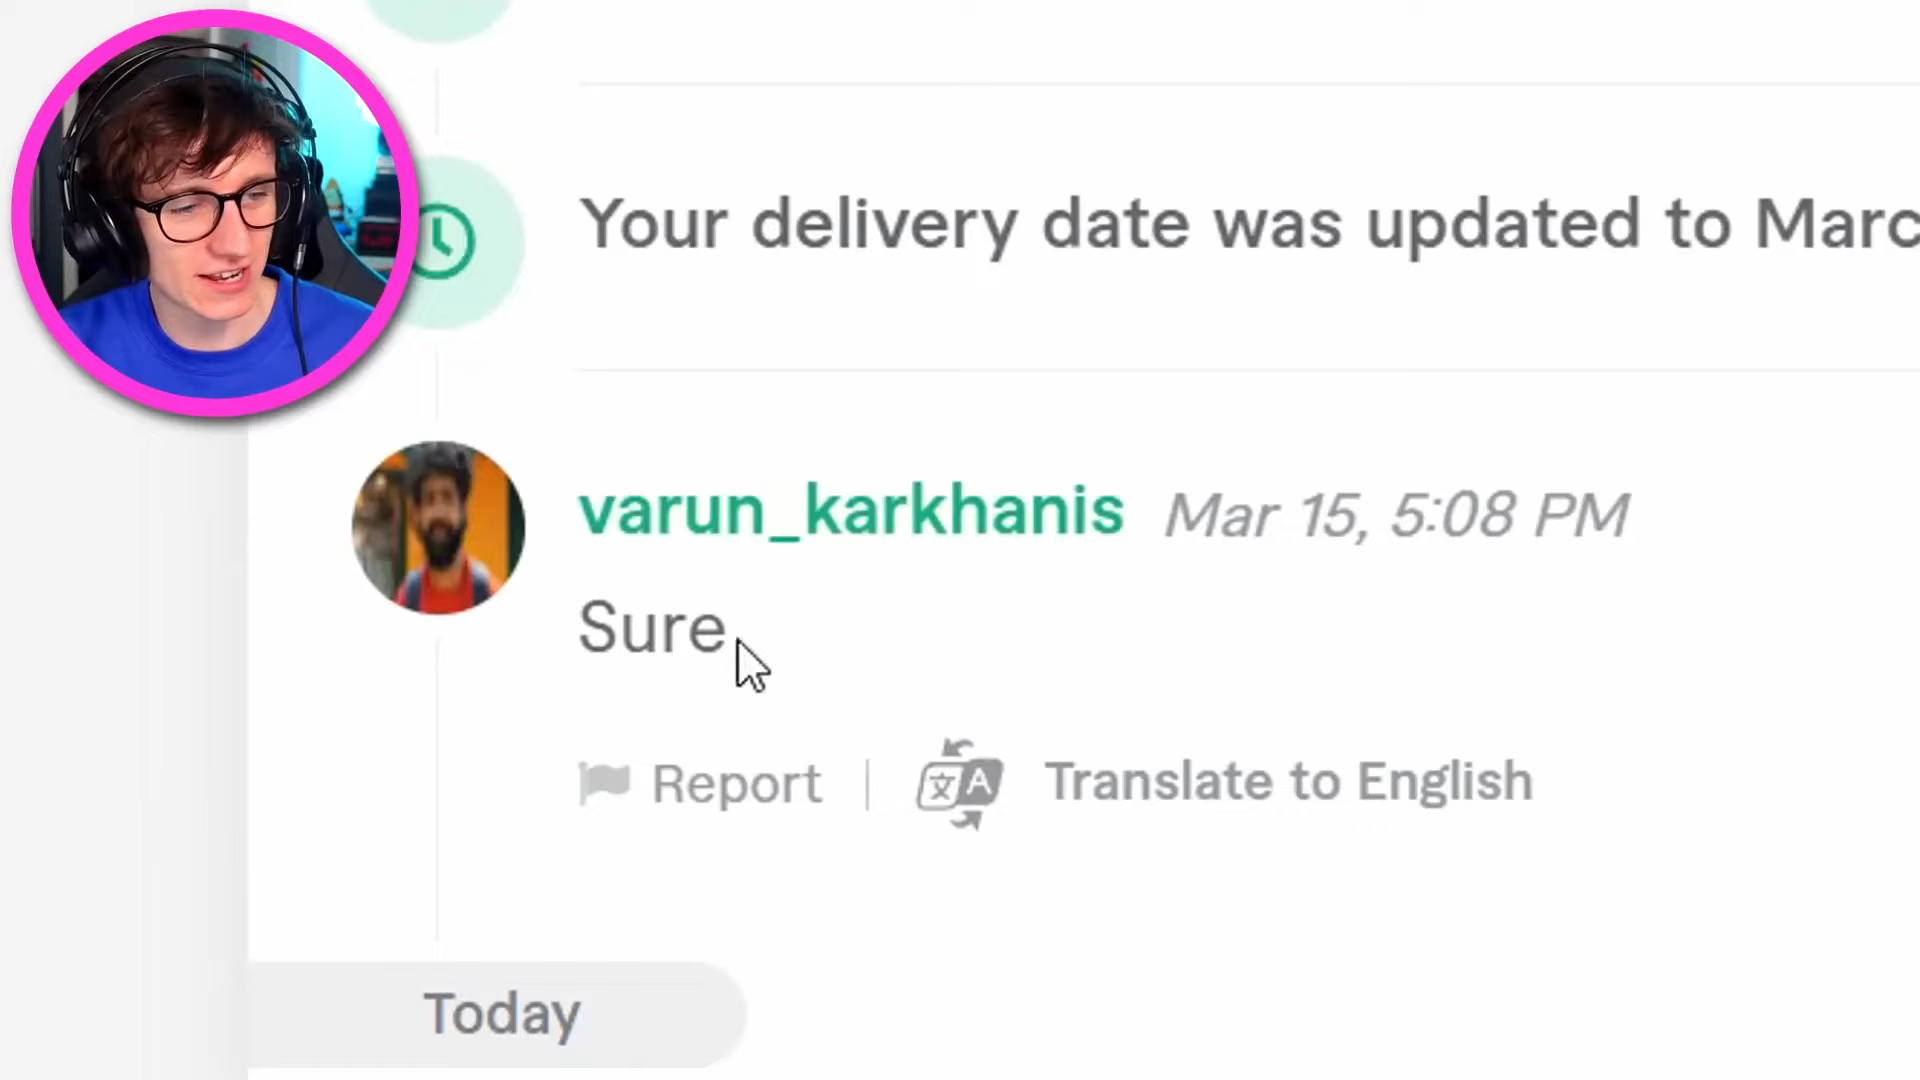 Your delivery date was updated to Marc
varun_karkhanis Mar 15, 5:08 PM
Sure
Report | Translate to English
Today